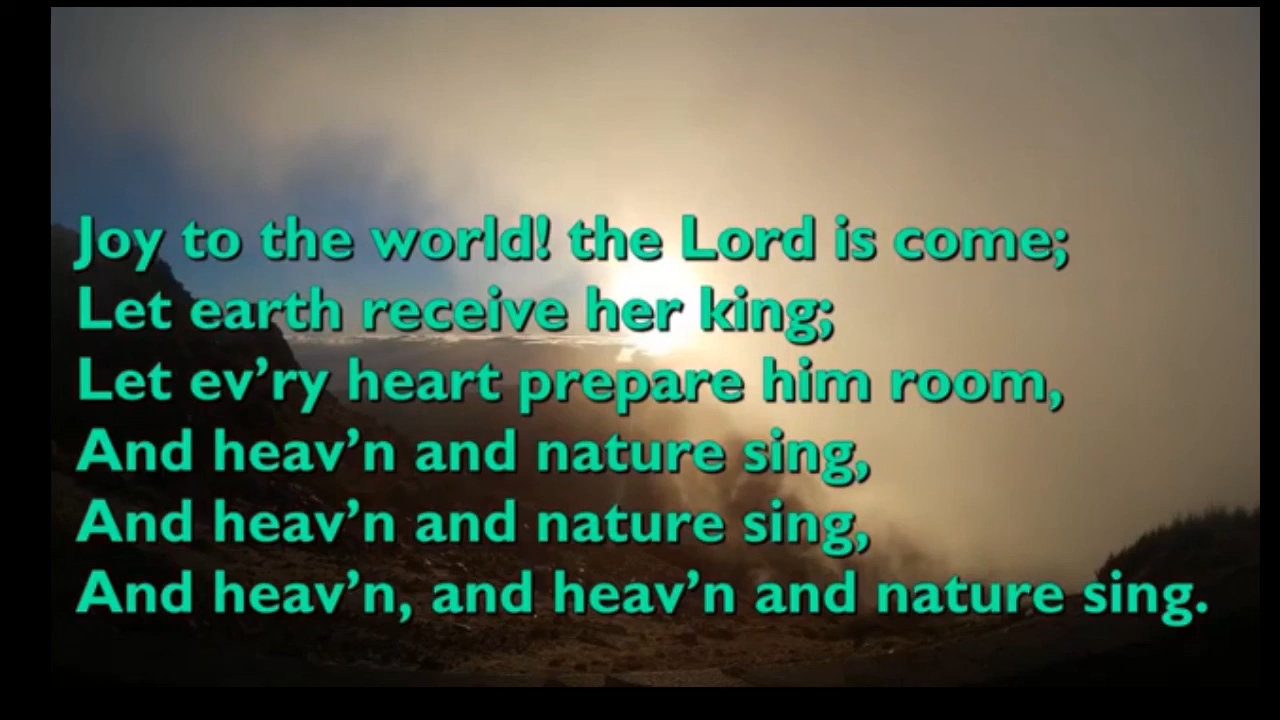 Joy to the world! the Lord is come;
Let earth receive her king;
Let ev’ry heart prepare him room,
And heav’n and nature sing,
And heav’n and nature sing,
And heav’n, and heav’n and nature sing.